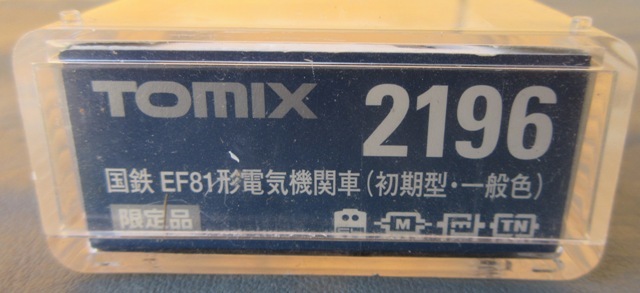 TOMIX 2196
国鉄 EF81形電気機関車(初期型・一般色)
限定品 M TN